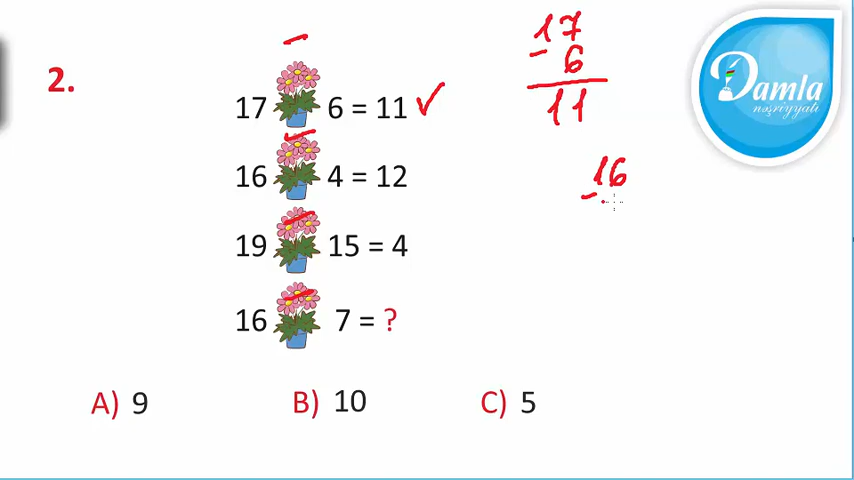 2.
17 6 = 11 ✓
16 4 = 12
19 15 = 4
16 7 = ?
A) 9 B) 10 C) 5
17
- 6
11
16
-
Damla
nəşriyyatı